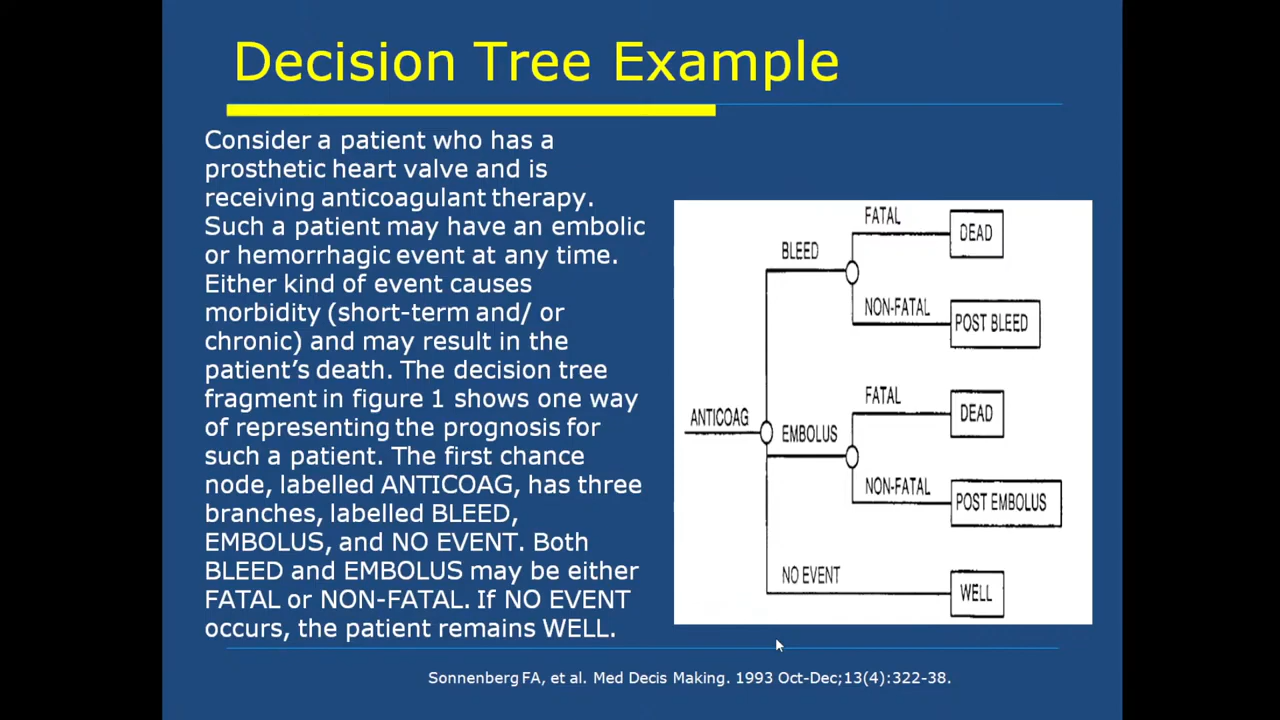 Decision Tree Example
Consider a patient who has a
prosthetic heart valve and is
receiving anticoagulant therapy.
Such a patient may have an embolic
or hemorrhagic event at any time.
Either kind of event causes
morbidity (short-term and/ or
chronic) and may result in the
patient’s death. The decision tree
fragment in figure 1 shows one way
of representing the prognosis for
such a patient. The first chance
node, labelled ANTICOAG, has three
branches, labelled BLEED,
EMBOLUS, and NO EVENT. Both
BLEED and EMBOLUS may be either
FATAL or NON-FATAL. If NO EVENT
occurs, the patient remains WELL.
FATAL
DEAD
BLEED
NON-FATAL
POST BLEED
FATAL
DEAD
ANTICOAG
EMBOLUS
NON-FATAL
POST EMBOLUS
NO EVENT
WELL
Sonnenberg FA, et al. Med Decis Making. 1993 Oct-Dec;13(4):322-38.